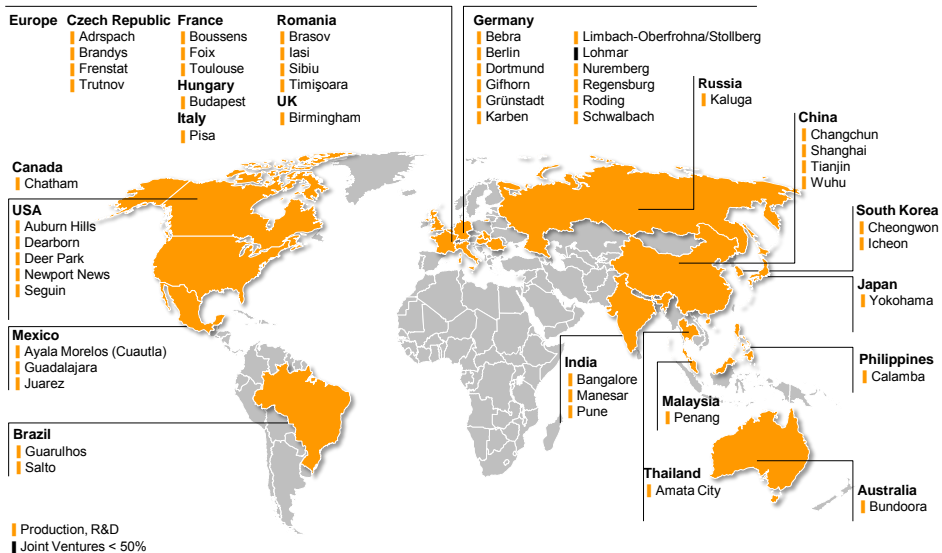 Europe
Czech Republic
Adrspach
Brandys
Frenstat
Trutnov
France
Boussens
Foix
Toulouse
Hungary
Budapest
Italy
Pisa
Romania
Brasov
Iasi
Sibiu
Timişoara
UK
Birmingham
Germany
Bebra
Berlin
Dortmund
Gifhorn
Grünstadt
Karben
Limbach-Oberfrohna/Stollberg
Lohmar
Nuremberg
Regensburg
Roding
Schwalbach
Russia
Kaluga
China
Changchun
Shanghai
Tianjin
Wuhu
Canada
Chatham
USA
Auburn Hills
Dearborn
Deer Park
Newport News
Seguin
South Korea
Cheongwon
Icheon
Japan
Yokohama
Mexico
Ayala Morelos (Cuautla)
Guadalajara
Juarez
India
Bangalore
Manesar
Pune
Philippines
Calamba
Malaysia
Penang
Brazil
Guarulhos
Salto
Thailand
Amata City
Australia
Bundoora
Production, R&D
Joint Ventures < 50%